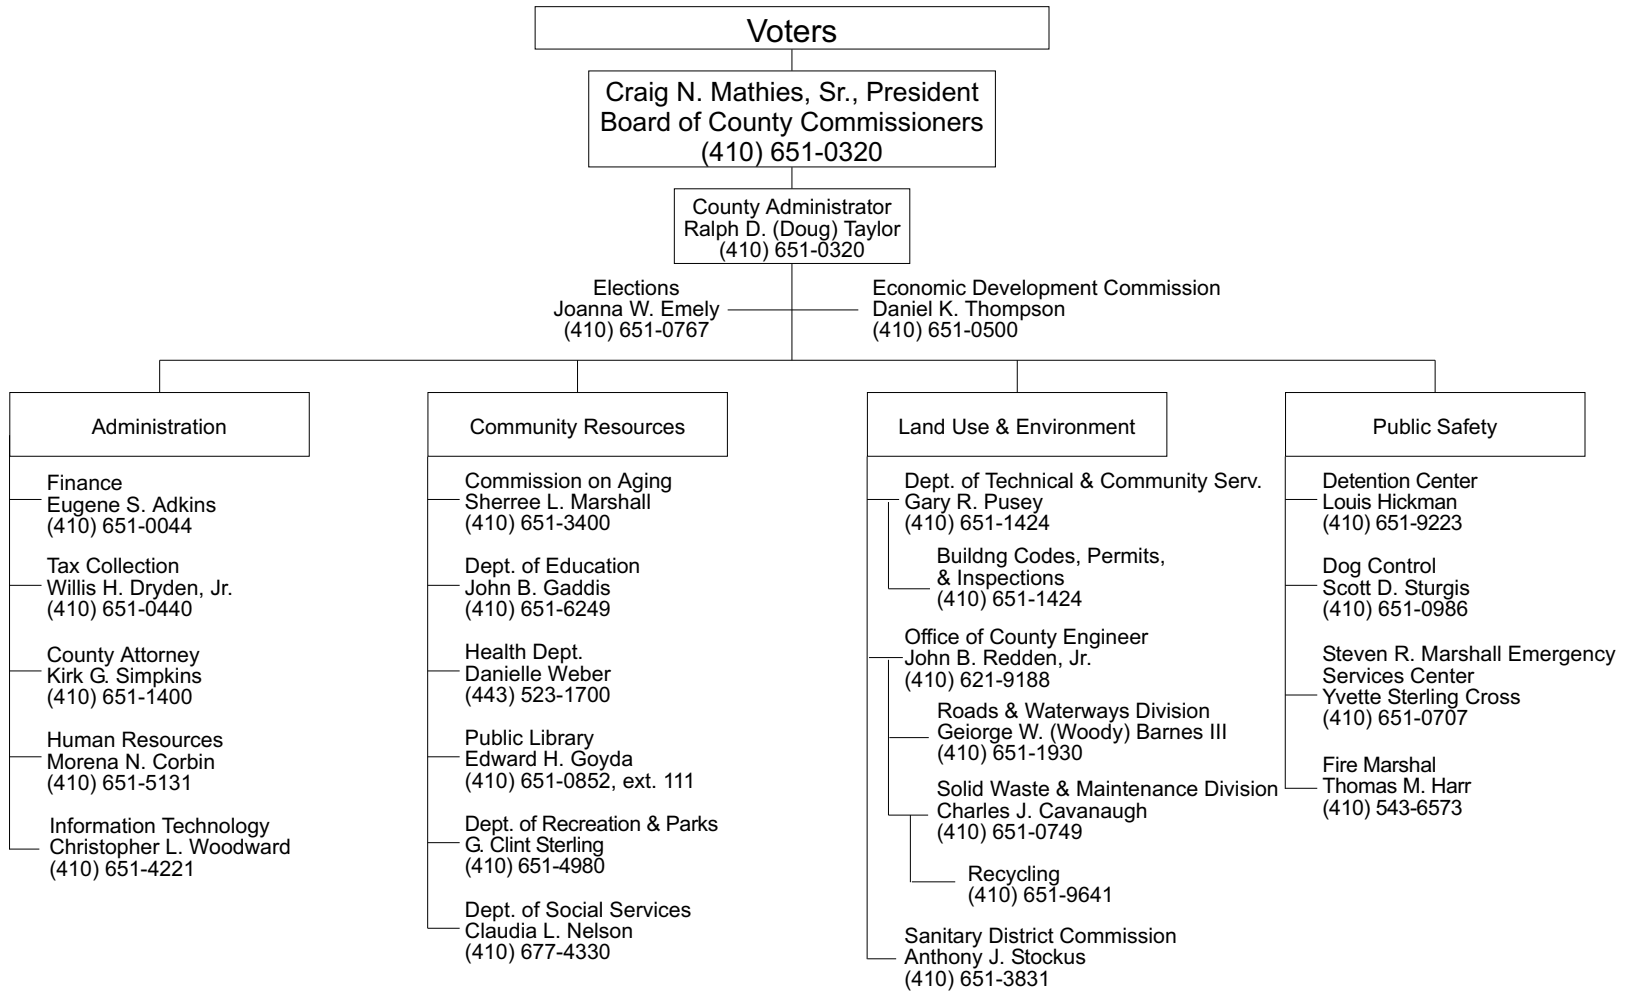 Voters
Craig N. Mathies, Sr., President
Board of County Commissioners
(410) 651-0320
County Administrator
Ralph D. (Doug) Taylor
(410) 651-0320
Elections
Joanna W. Emely
(410) 651-0767
Economic Development Commission
Daniel K. Thompson
(410) 651-0500
Administration
Finance
Eugene S. Adkins
(410) 651-0044
Tax Collection
Willis H. Dryden, Jr.
(410) 651-0440
County Attorney
Kirk G. Simpkins
(410) 651-1400
Human Resources
Morena N. Corbin
(410) 651-5131
Information Technology
Christopher L. Woodward
(410) 651-4221
Community Resources
Commission on Aging
Sherree L. Marshall
(410) 651-3400
Dept. of Education
John B. Gaddis
(410) 651-6249
Health Dept.
Danielle Weber
(443) 523-1700
Public Library
Edward H. Goyda
(410) 651-0852, ext. 111
Dept. of Recreation & Parks
G. Clint Sterling
(410) 651-4980
Dept. of Social Services
Claudia L. Nelson
(410) 677-4330
Land Use & Environment
Dept. of Technical & Community Serv.
Gary R. Pusey
(410) 651-1424
Buildng Codes, Permits,
& Inspections
(410) 651-1424
Office of County Engineer
John B. Redden, Jr.
(410) 621-9188
Roads & Waterways Division
Geiorge W. (Woody) Barnes III
(410) 651-1930
Solid Waste & Maintenance Division
Charles J. Cavanaugh
(410) 651-0749
Recycling
(410) 651-9641
Sanitary District Commission
Anthony J. Stockus
(410) 651-3831
Public Safety
Detention Center
Louis Hickman
(410) 651-9223
Dog Control
Scott D. Sturgis
(410) 651-0986
Steven R. Marshall Emergency
Services Center
Yvette Sterling Cross
(410) 651-0707
Fire Marshal
Thomas M. Harr
(410) 543-6573